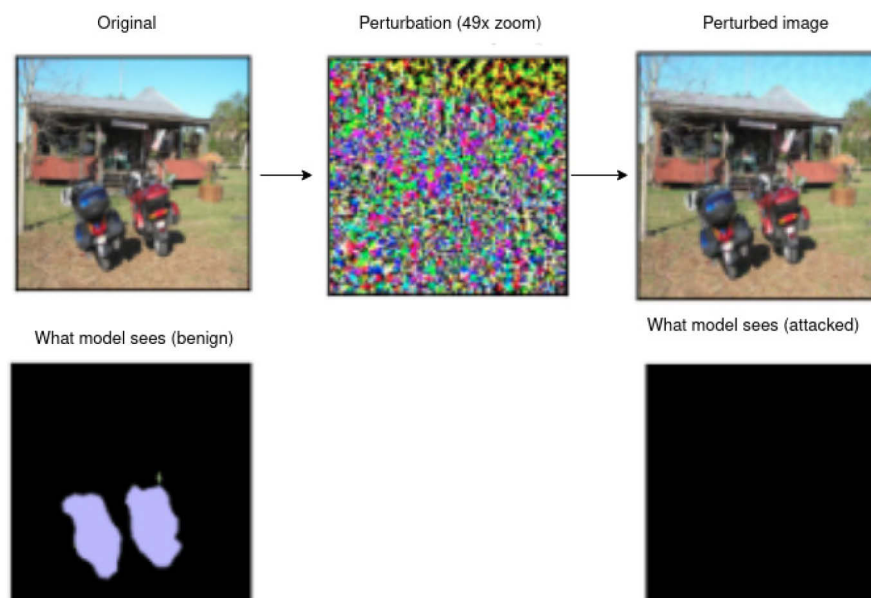 Original
Perturbation (49x zoom)
Perturbed image
What model sees (benign)
What model sees (attacked)